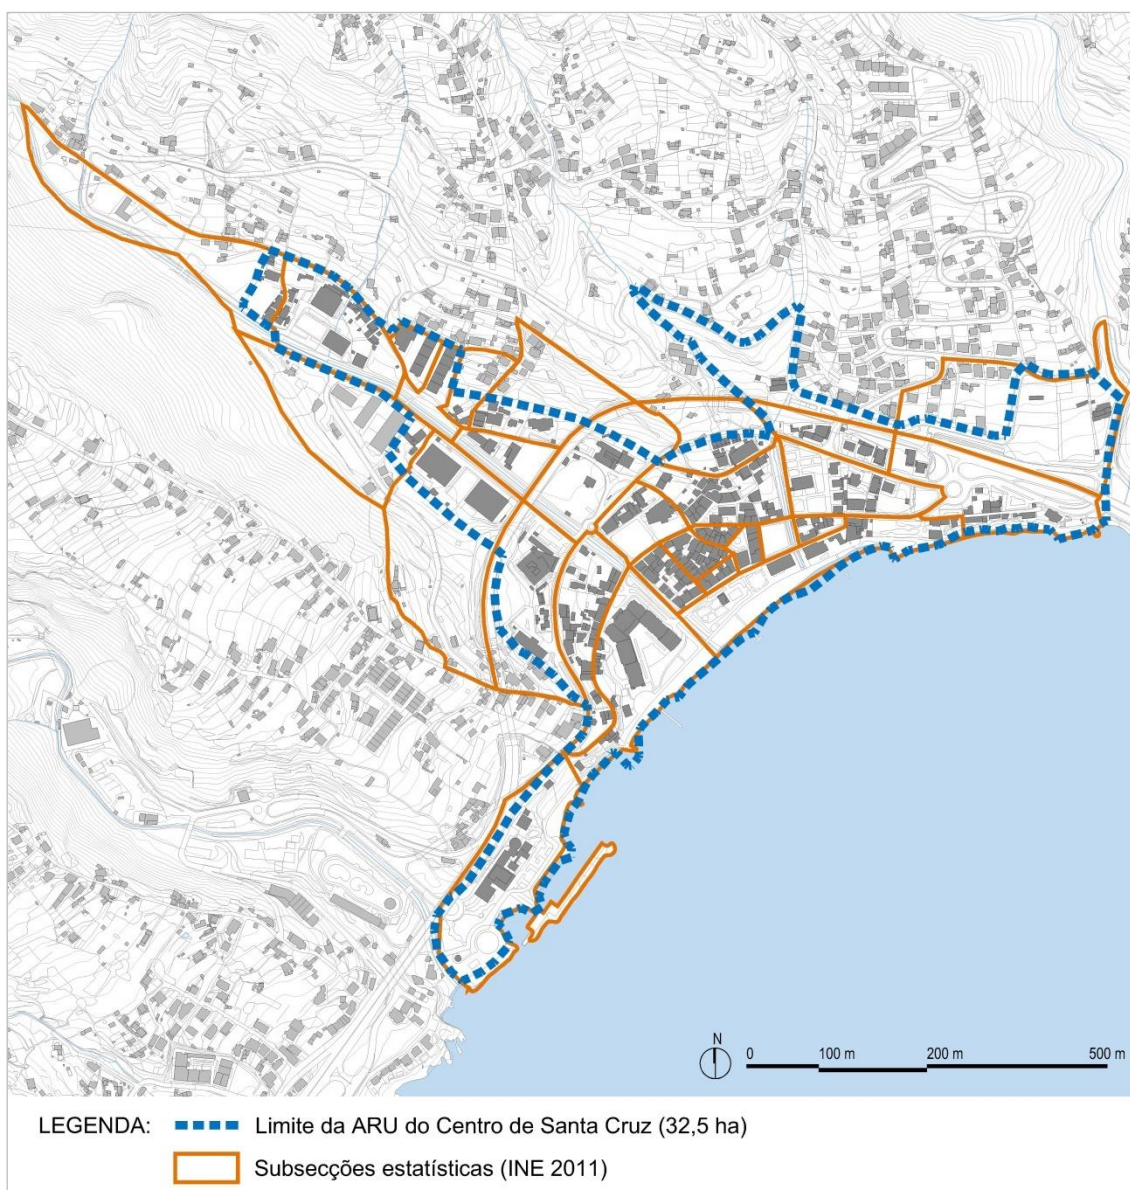 N
0 100 m 200 m 500 m
LEGENDA:
Limite da ARU do Centro de Santa Cruz (32,5 ha)
Subsecções estatísticas (INE 2011)